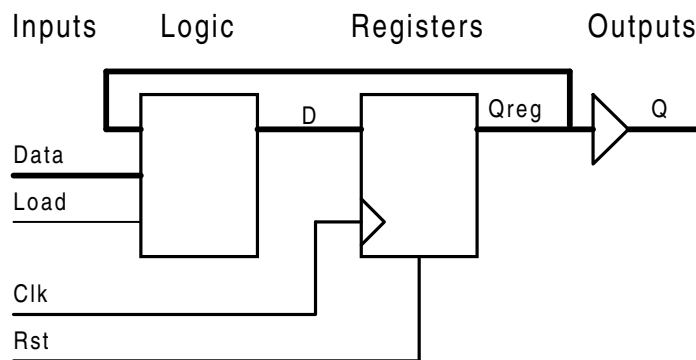 Inputs Logic Registers Outputs
D Qreg Q
Data
Load
Clk
Rst